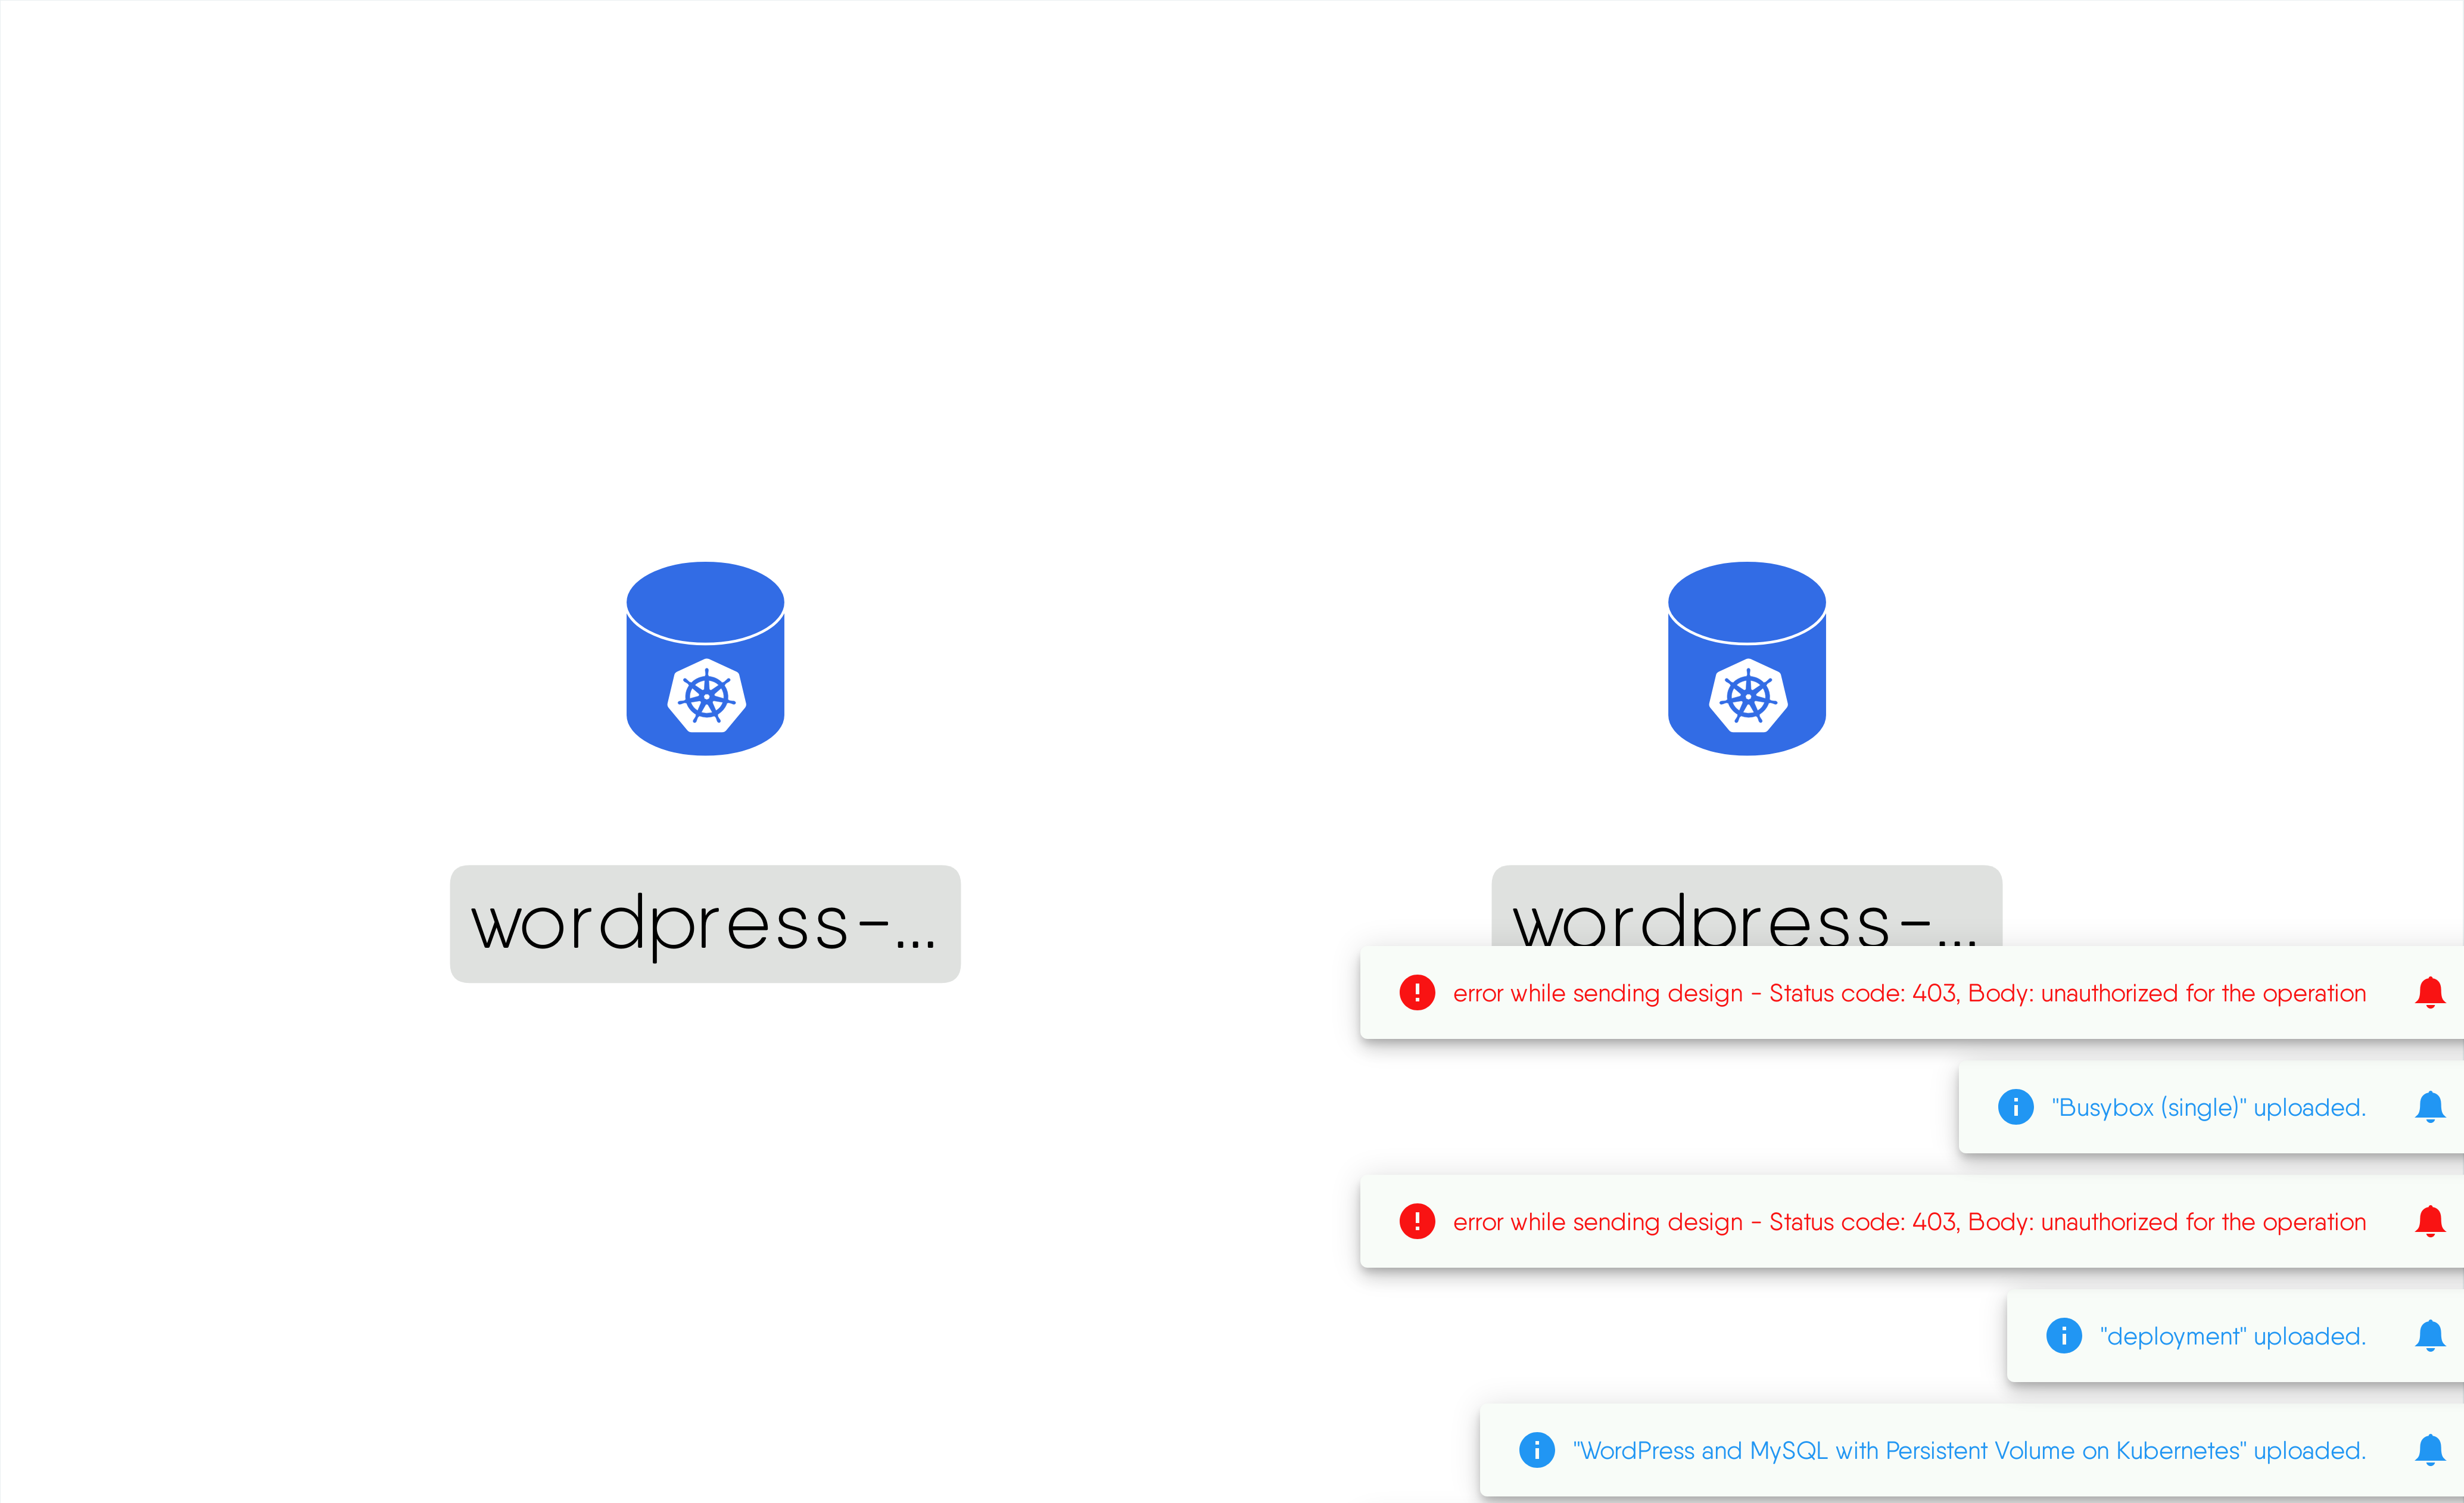 wordpress-...
wordpress-...
error while sending design - Status code: 403, Body: unauthorized for the operation
"Busybox (single)" uploaded.
error while sending design - Status code: 403, Body: unauthorized for the operation
"deployment" uploaded.
"WordPress and MySQL with Persistent Volume on Kubernetes" uploaded.